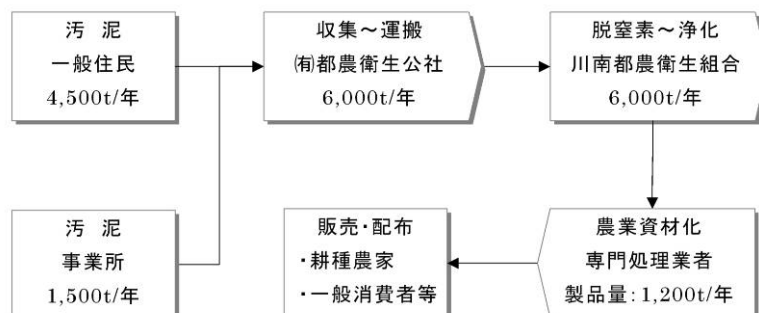 汚 泥
一般住民
4,500t/年
収集～運搬
㈲都農衛生公社
6,000t/年
脱窒素～浄化
川南都農衛生組合
6,000t/年
汚 泥
事業所
1,500t/年
販売・配布
・耕種農家
・一般消費者等
農業資材化
専門処理業者
製品量：1,200t/年